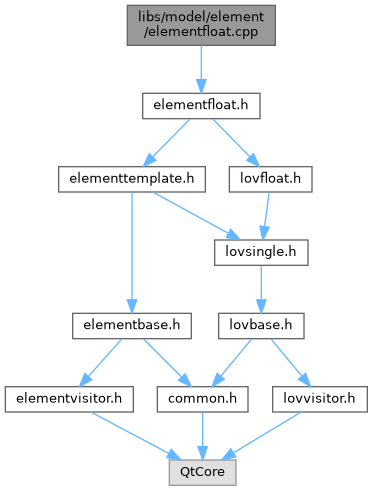 libs/model/element
/elementfloat.cpp
elementfloat.h
elementtemplate.h
lovfloat.h
lovsingle.h
elementbase.h
lovbase.h
elementvisitor.h
common.h
lovvisitor.h
QtCore